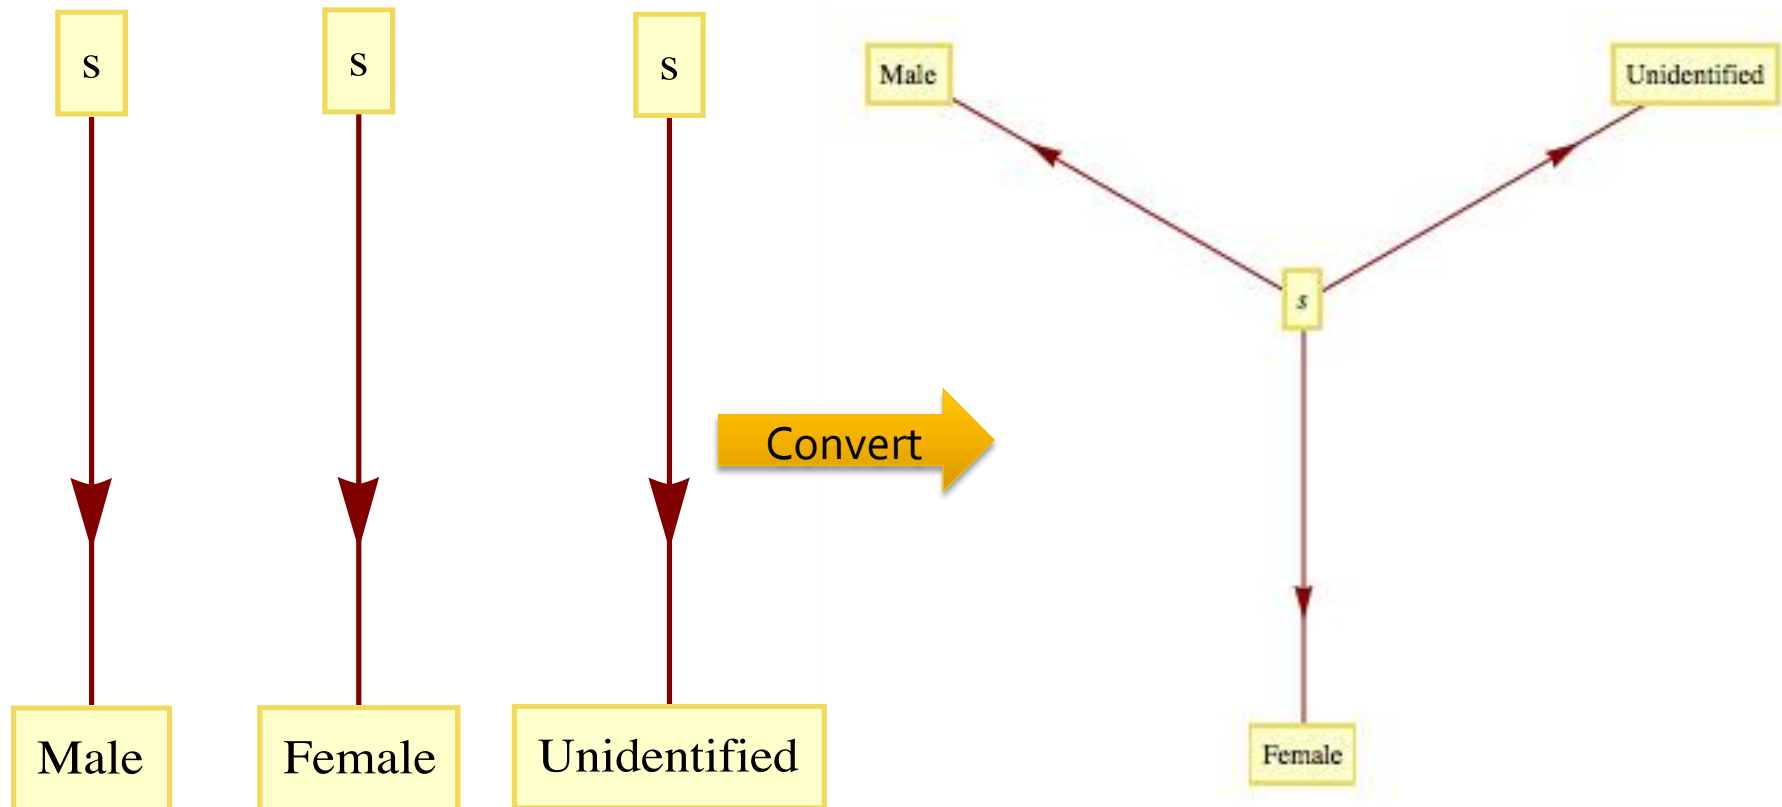 s
s
s
Male
Female
Unidentified
Convert
Male
Unidentified
s
Female